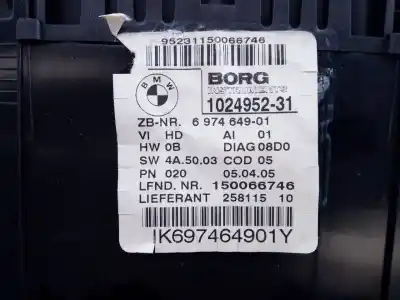 95231150066746
BMW
BORG
INSTRUMENTS
1024952-31
ZB-NR. 6 974 649-01
VI HD AI 01
HW 0B DIAG 08D0
SW 4A.50.03 COD 05
PN 020 05.04.05
LFND. NR. 150066746
LIEFERANT 258115 10
IK697464901Y